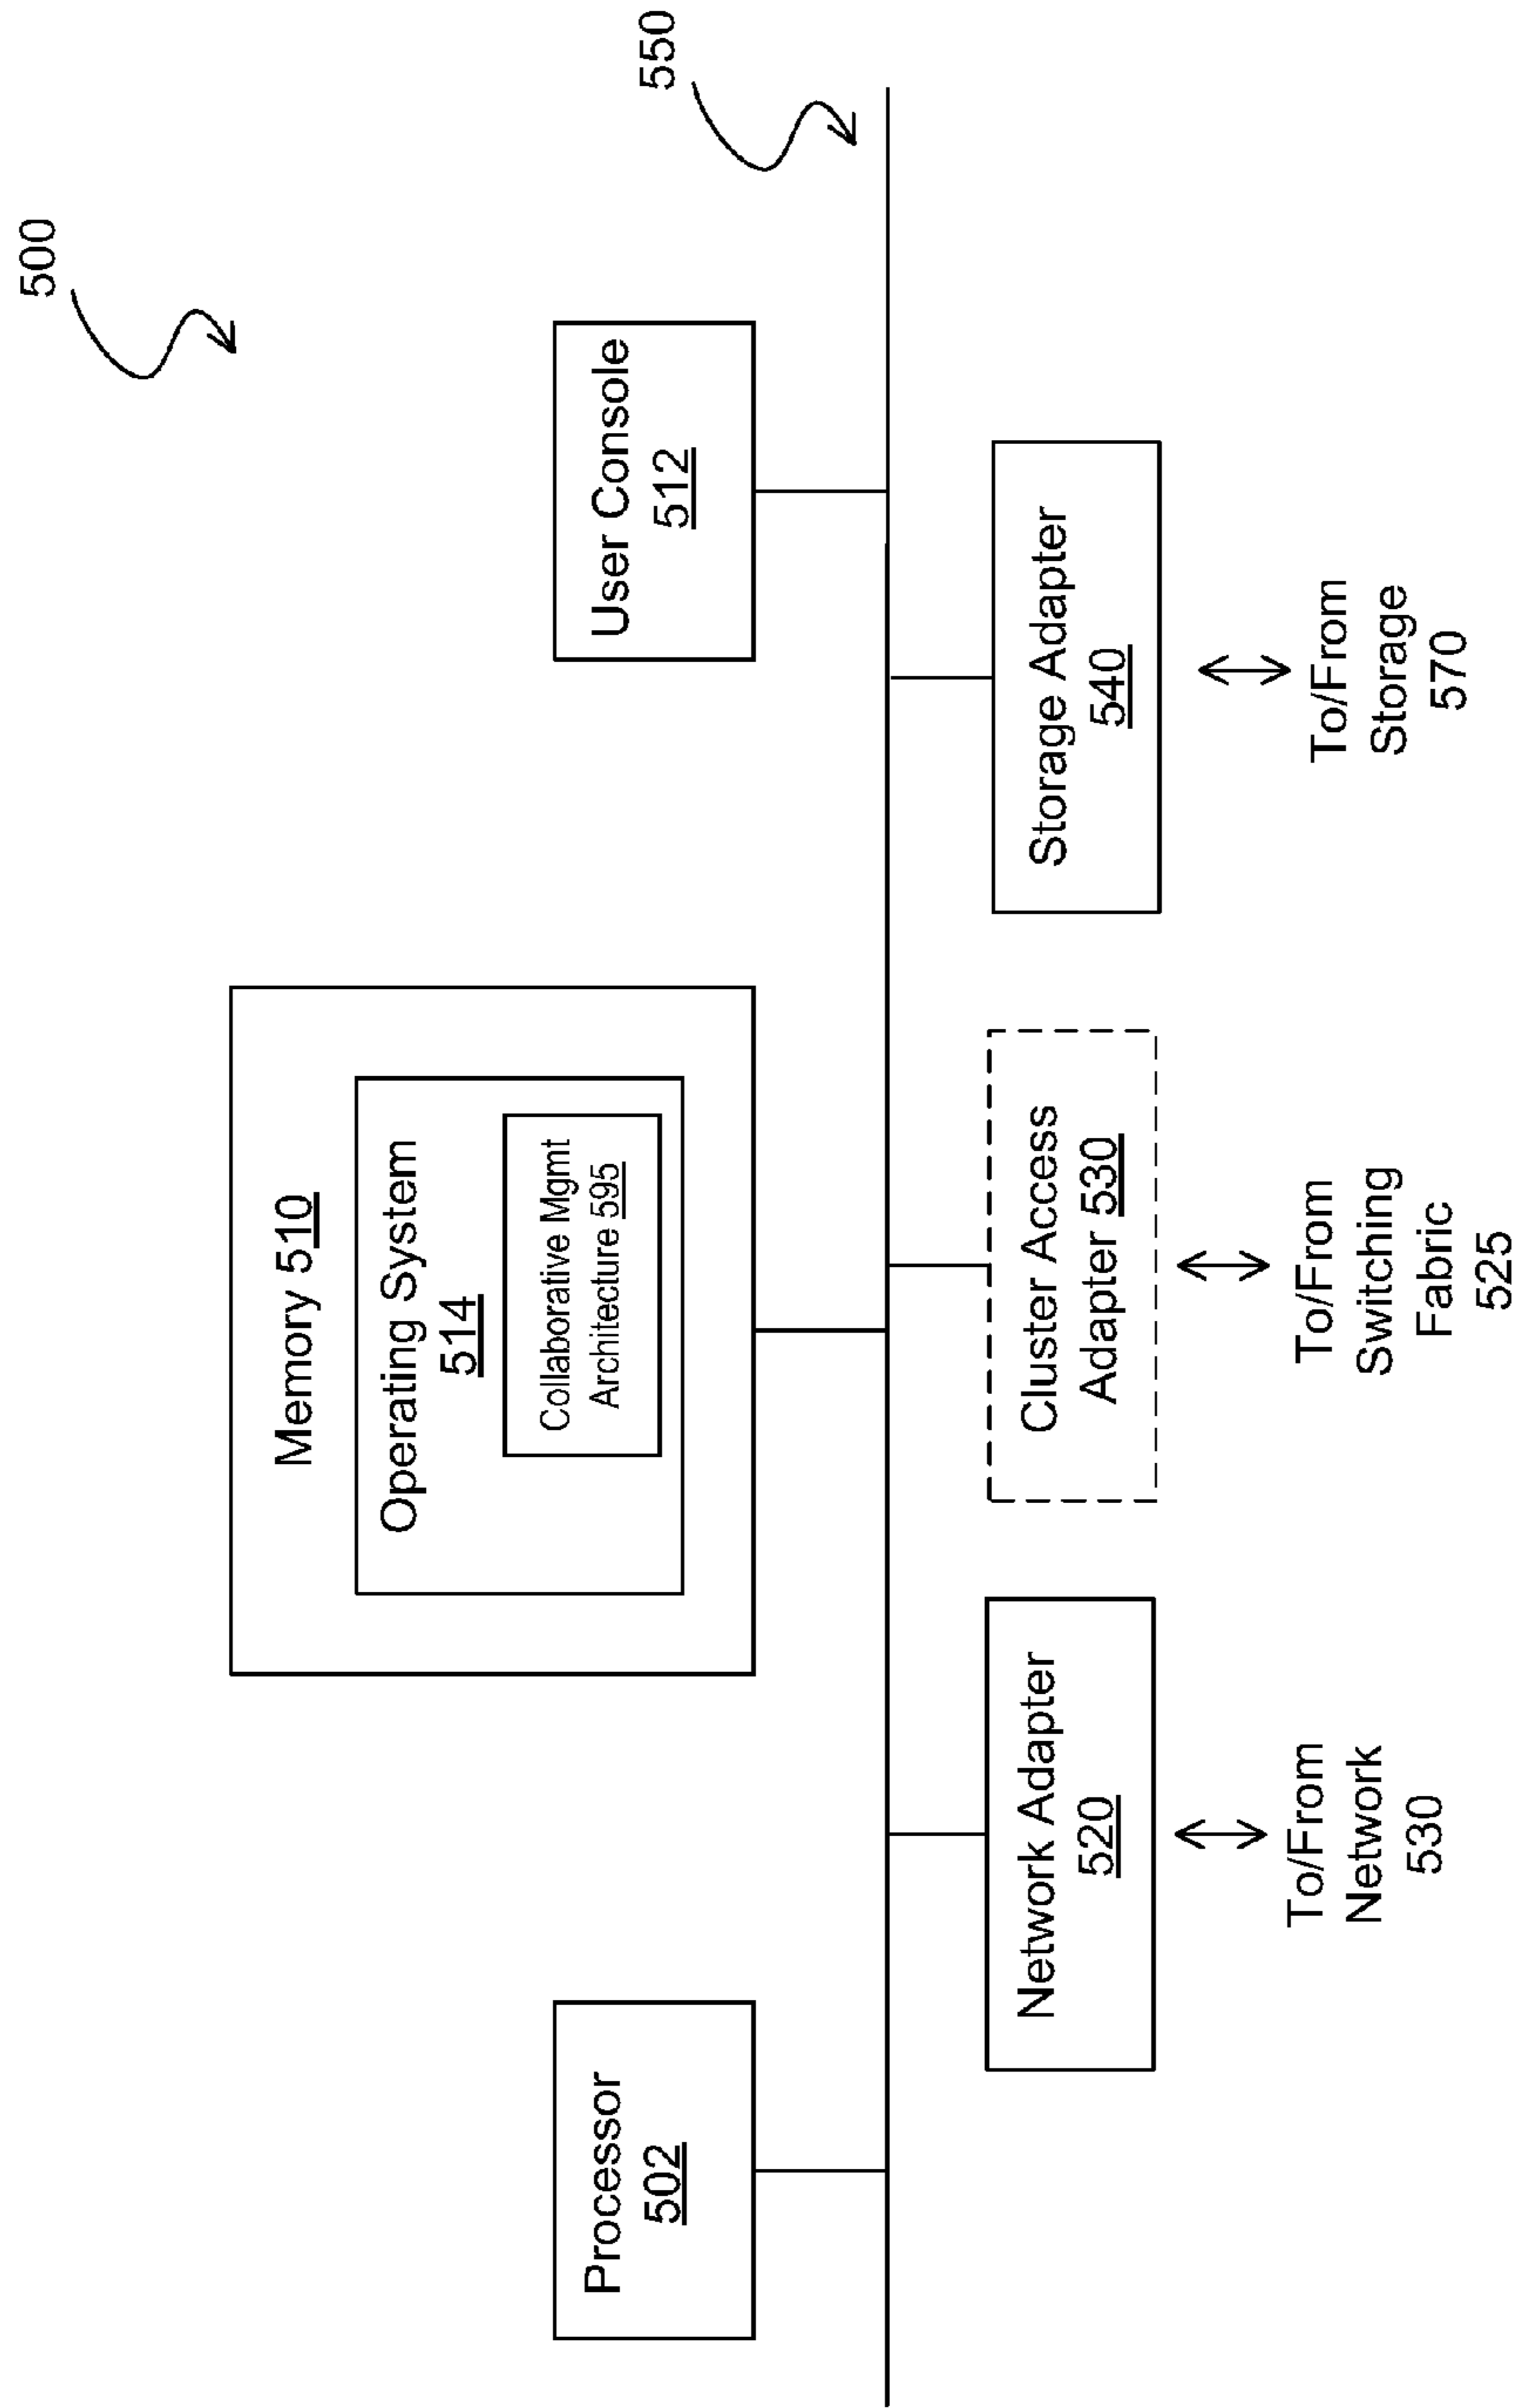 500
550
Processor
502
Memory 510
Operating System
514
Collaborative Mgmt
Architecture 595
User Console
512
Network Adapter
520
Cluster Access
Adapter 530
Storage Adapter
540
To/From
Network
530
To/From
Switching
Fabric
525
To/From
Storage
570